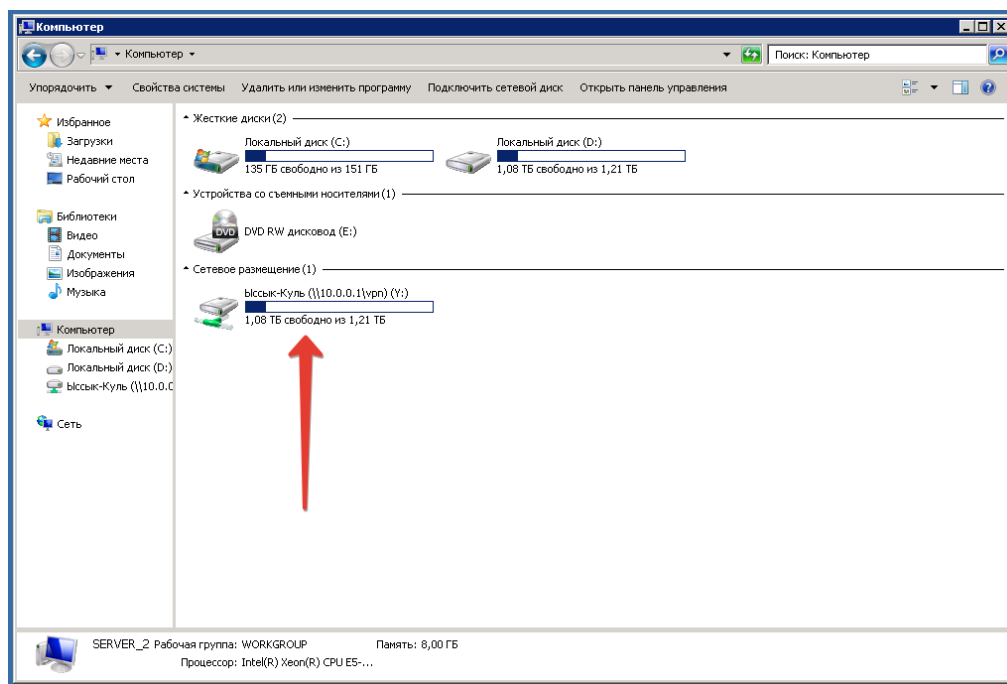 Компьютер
Компьютер
Поиск: Компьютер
Упорядочить Свойства системы Удалить или изменить программу Подключить сетевой диск Открыть панель управления
Избранное
Загрузки
Недавние места
Рабочий стол
Библиотеки
Видео
Документы
Изображения
Музыка
Компьютер
Локальный диск (C:)
Локальный диск (D:)
Ыссык-Куль (\\10.0.0
Сеть
Жесткие диски (2)
Локальный диск (C:)
135 ГБ свободно из 151 ГБ
Локальный диск (D:)
1,08 ТБ свободно из 1,21 ТБ
Устройства со съемными носителями (1)
DVD
DVD RW дисковод (E:)
Сетевое размещение (1)
Ыссык-Куль (\\10.0.0.1\vpn) (Y:)
1,08 ТБ свободно из 1,21 ТБ
SERVER_2 Рабочая группа: WORKGROUP Память: 8,00 ГБ
Процессор: Intel(R) Xeon(R) CPU E5-...